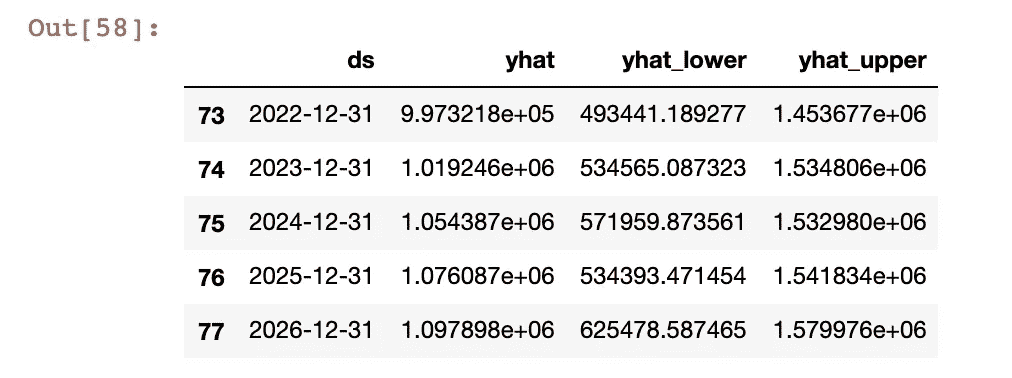 Out[58]:
ds yhat yhat_lower yhat_upper
73 2022-12-31 9.973218e+05 493441.189277 1.453677e+06
74 2023-12-31 1.019246e+06 534565.087323 1.534806e+06
75 2024-12-31 1.054387e+06 571959.873561 1.532980e+06
76 2025-12-31 1.076087e+06 534393.471454 1.541834e+06
77 2026-12-31 1.097898e+06 625478.587465 1.579976e+06